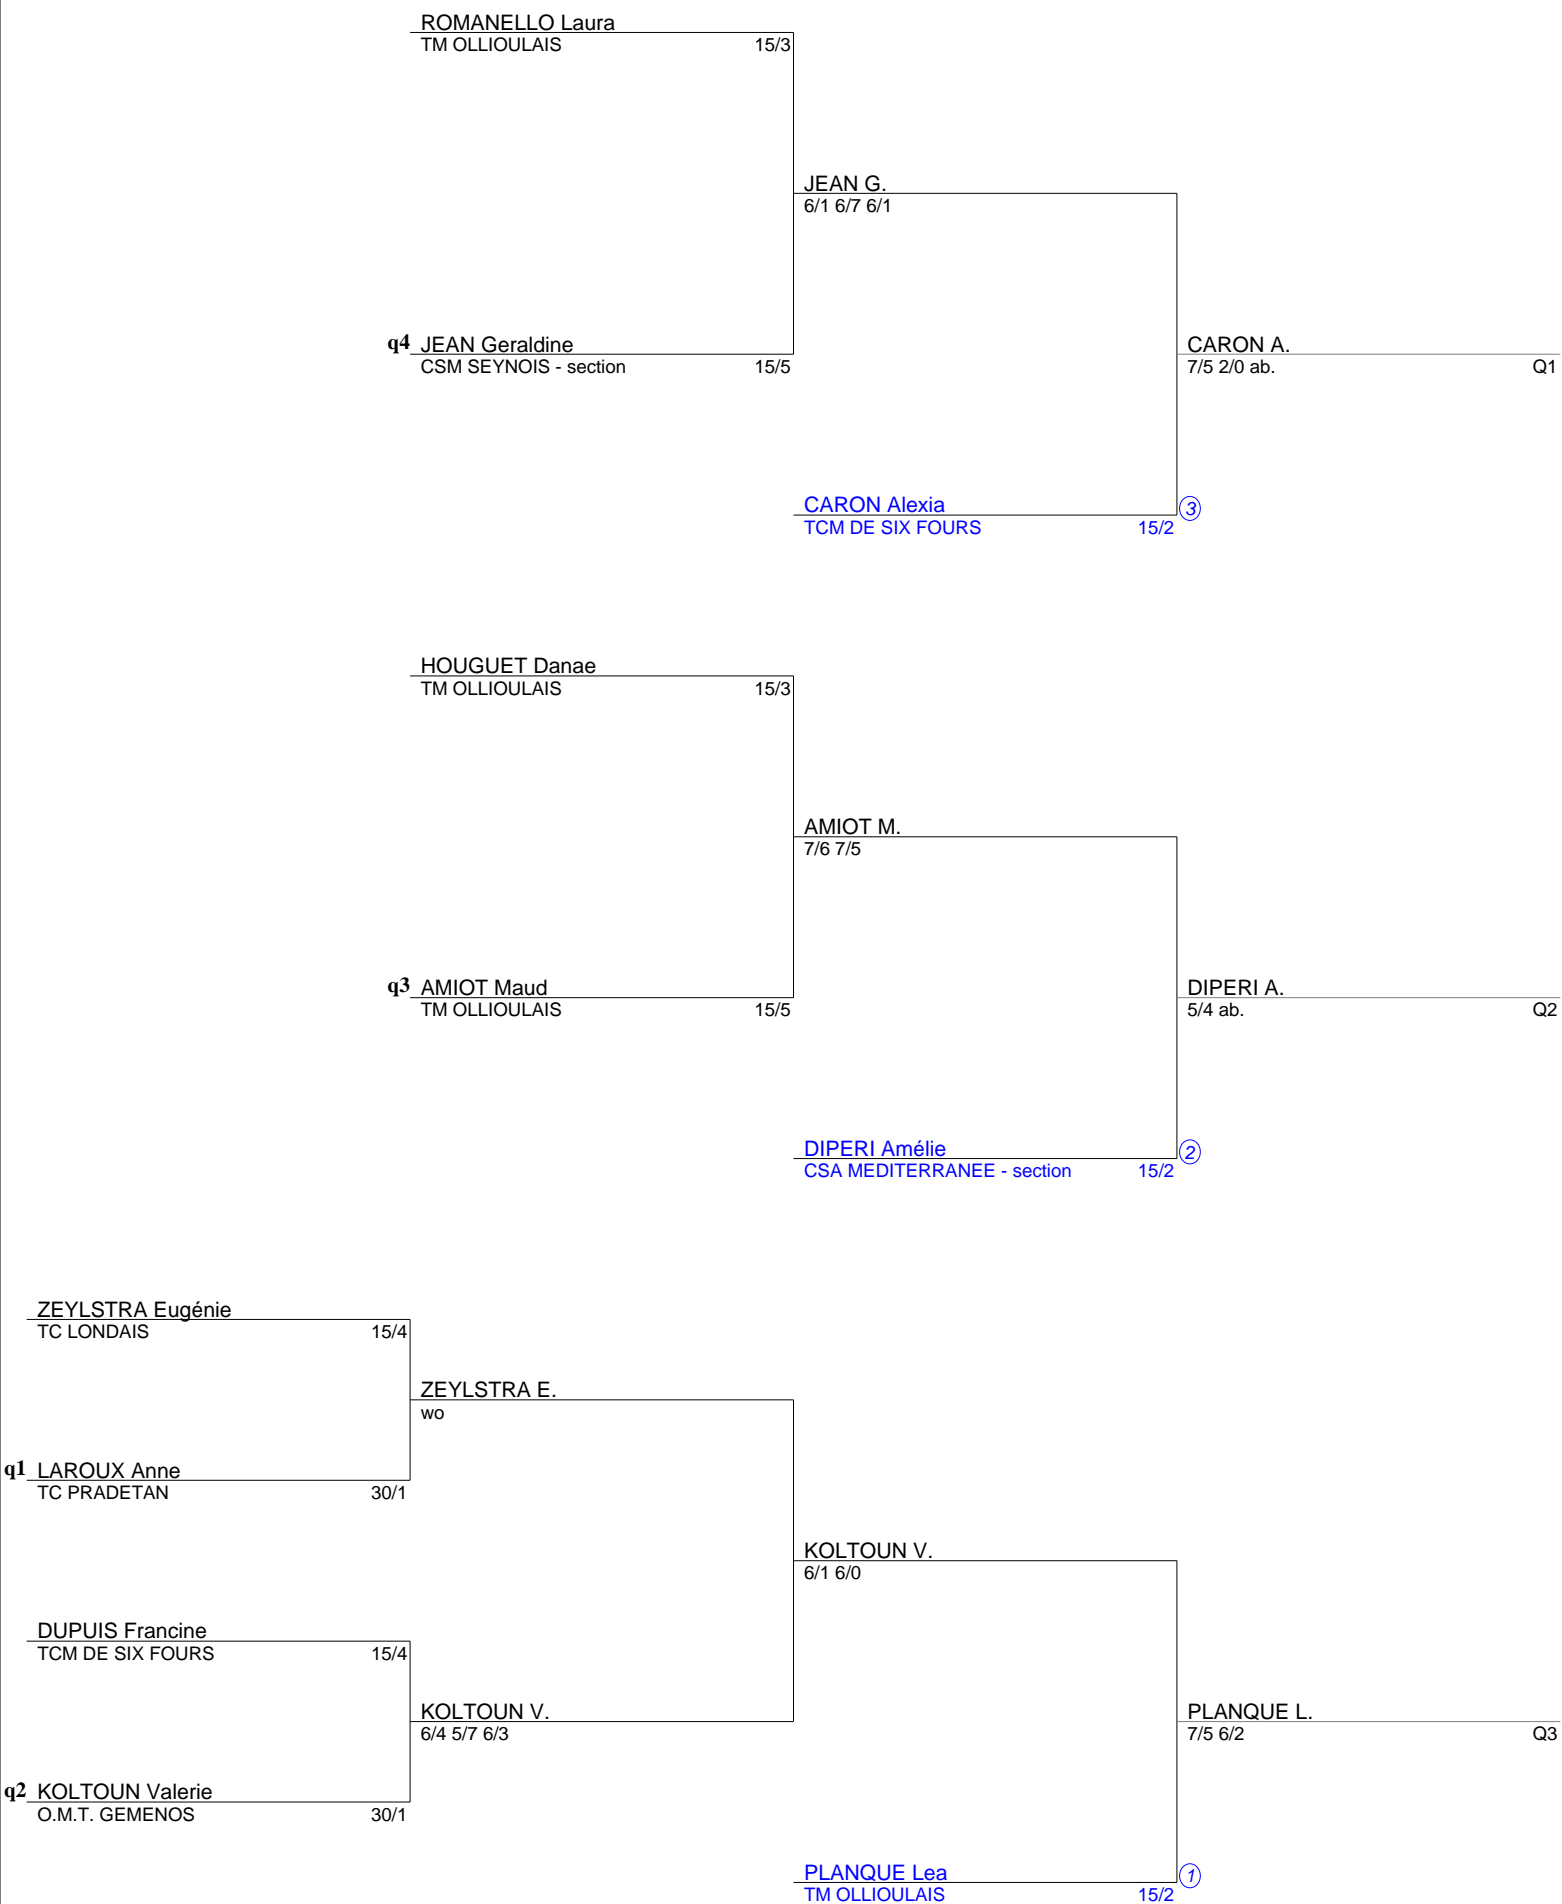 ROMANELLO Laura
TM OLLIOULAIS 15/3
JEAN G.
6/1 6/7 6/1
q4 JEAN Geraldine
CSM SEYNOIS - section 15/5
CARON A.
7/5 2/0 ab. Q1
CARON Alexia 3
TCM DE SIX FOURS 15/2
HOUGUET Danae
TM OLLIOULAIS 15/3
AMIOT M.
7/6 7/5
q3 AMIOT Maud
TM OLLIOULAIS 15/5
DIPERI A.
5/4 ab. Q2
DIPERI Amélie 2
CSA MEDITERRANEE - section 15/2
ZEYLSTRA Eugénie
TC LONDAIS 15/4
ZEYLSTRA E.
wo
q1 LAROUX Anne
TC PRADETAN 30/1
KOLTOUN V.
6/1 6/0
DUPUIS Francine
TCM DE SIX FOURS 15/4
KOLTOUN V.
6/4 5/7 6/3
PLANQUE L.
7/5 6/2 Q3
q2 KOLTOUN Valerie
O.M.T. GEMENOS 30/1
PLANQUE Lea 1
TM OLLIOULAIS 15/2